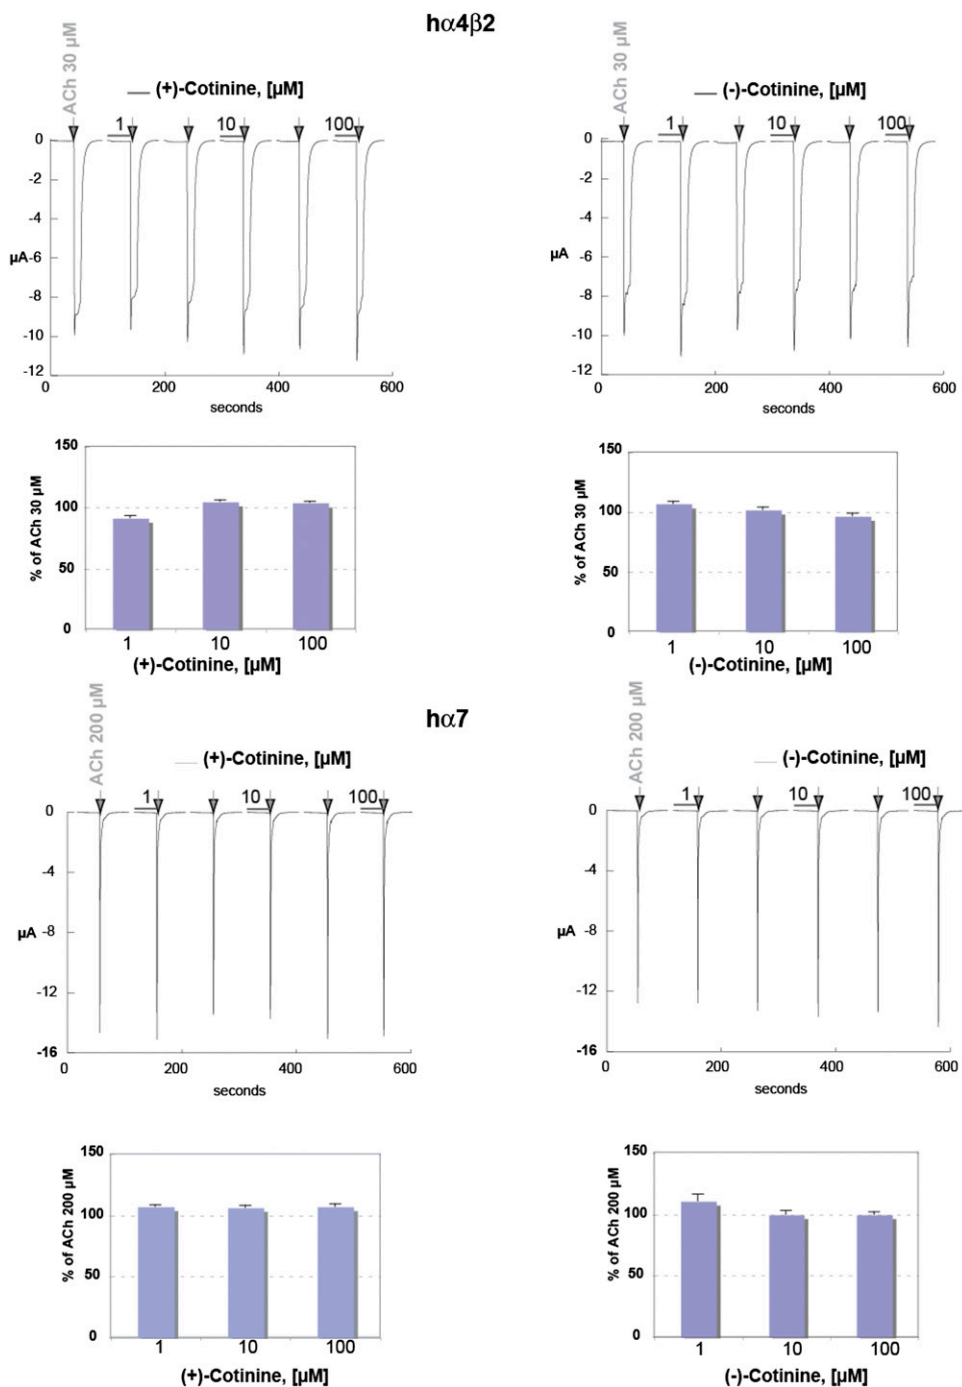 hα4β2
ACh 30 µM
(+)-Cotinine, [µM]
1
10
100
0
-2
-4
µA-6
-8
-10
-12
0
200
400
600
seconds
ACh 30 µM
(-)-Cotinine, [µM]
1
10
100
0
-2
-4
-6
µA
-8
-10
-12
0
200
400
600
seconds
150
100
50
0
% of ACh 30 µM
1
10
100
(+)-Cotinine, [µM]
150
100
50
0
% of ACh 30 µM
1
10
100
(-)-Cotinine, [µM]
hα7
ACh 200 µM
(+)-Cotinine, [µM]
1
10
100
0
-4
µA -8
-12
-16
0
200
400
600
seconds
ACh 200 µM
(-)-Cotinine, [µM]
1
10
100
0
-4
µA -8
-12
-16
0
200
400
600
seconds
150
100
50
0
% of ACh 200 µM
1
10
100
(+)-Cotinine, [µM]
150
100
50
0
% of ACh 200 µM
1
10
100
(-)-Cotinine, [µM]